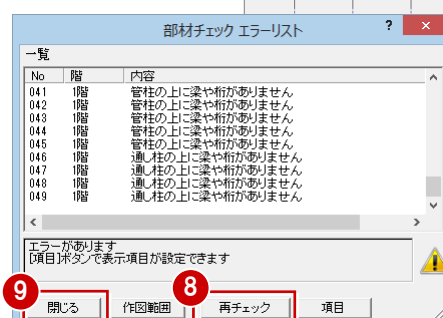 部材チェック エラーリスト
? ×
一覧
No 階 内容
041 1階 管柱の上に梁や桁がありません
042 1階 管柱の上に梁や桁がありません
043 1階 管柱の上に梁や桁がありません
044 1階 管柱の上に梁や桁がありません
045 1階 管柱の上に梁や桁がありません
046 1階 通し柱の上に梁や桁がありません
047 1階 通し柱の上に梁や桁がありません
048 1階 通し柱の上に梁や桁がありません
049 1階 通し柱の上に梁や桁がありません
エラーがあります
[項目]ボタンで表示項目が設定できます
9 8
閉じる 作図範囲 再チェック 項目